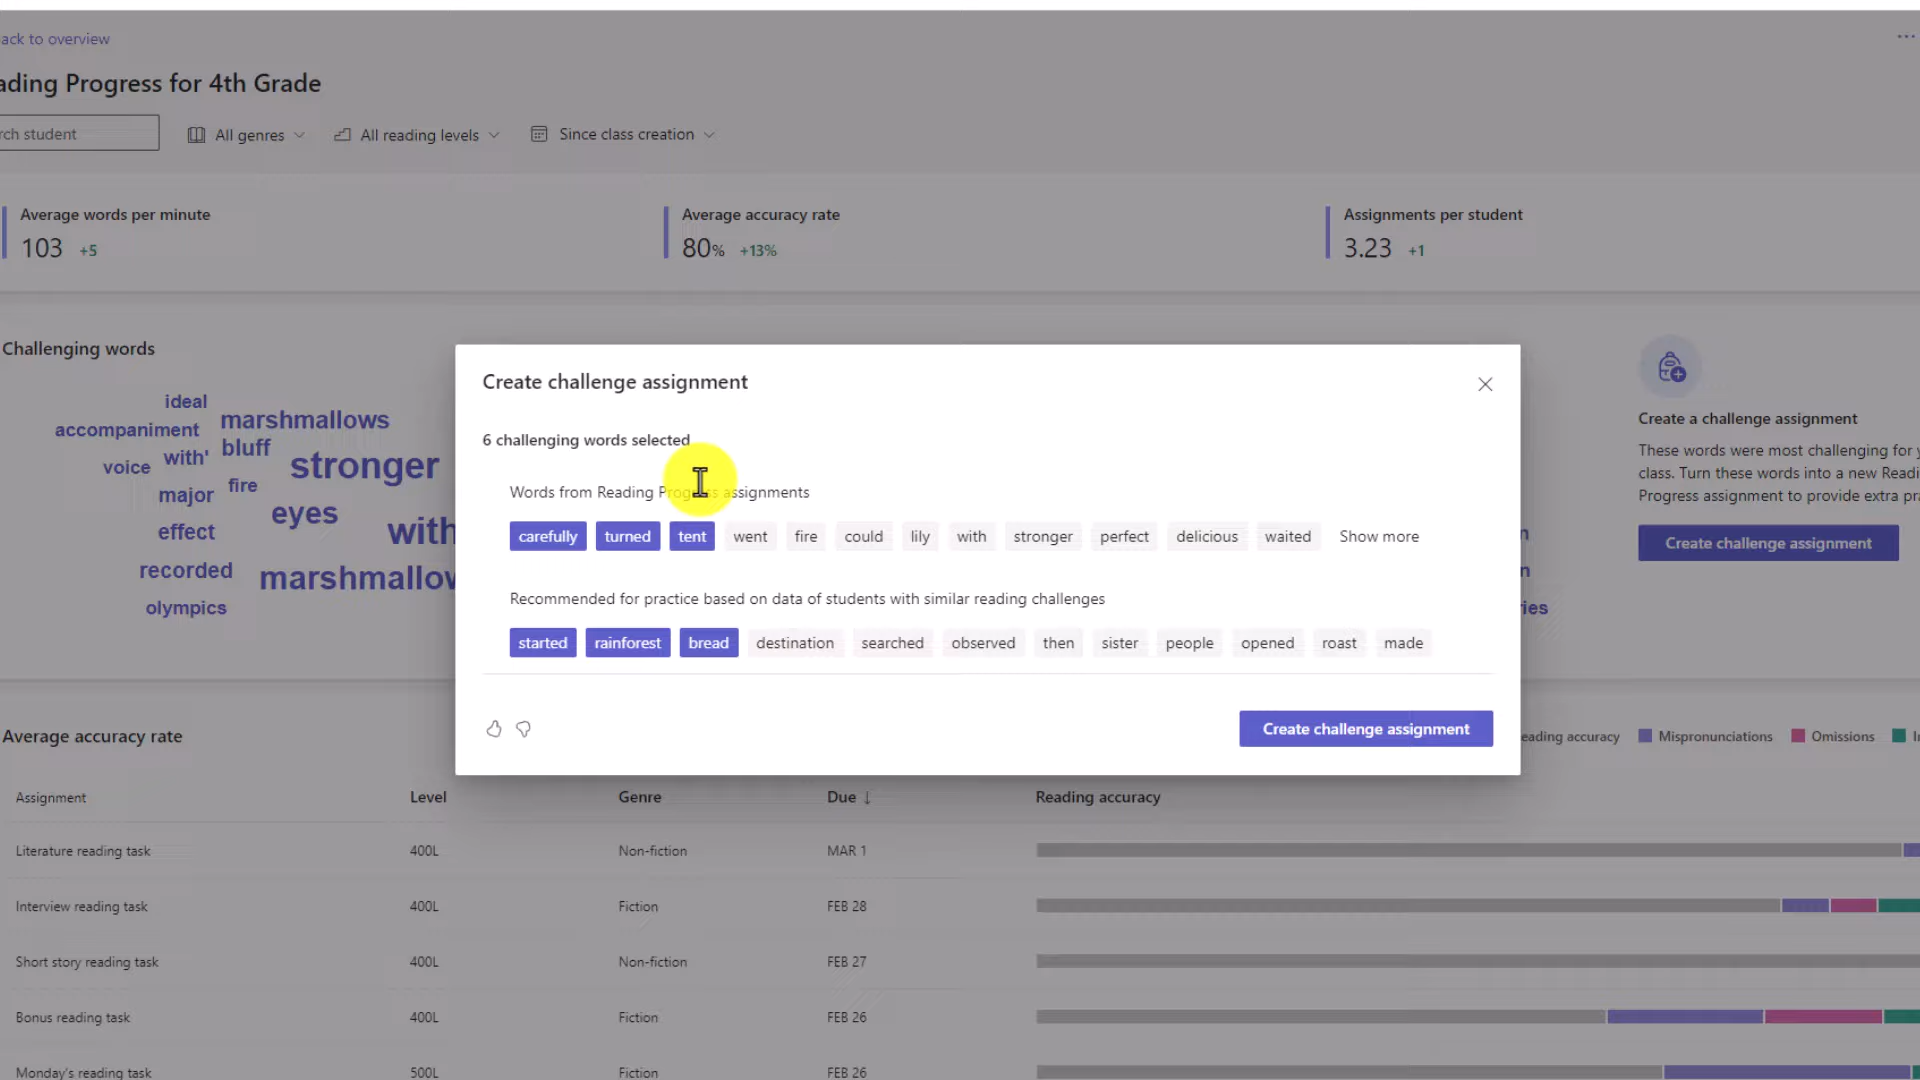 ack to overview
ading Progress for 4th Grade
rch student
All genres
All reading levels
Since class creation
Average words per minute
103 +5
Average accuracy rate
80% +13%
Assignments per student
3.23 +1
Challenging words
ideal
accompaniment
marshmallows
voice
with'
bluff
stronger
major
fire
eyes
effect
with
recorded
marshmallow
olympics
Create challenge assignment
6 challenging words selected
Words from Reading Progress assignments
carefully turned tent went fire could lily with stronger perfect delicious waited Show more
Recommended for practice based on data of students with similar reading challenges
started rainforest bread destination searched observed then sister people opened roast made
Create challenge assignment
n
n
ries
Create a challenge assignment
These words were most challenging for y
class. Turn these words into a new Readi
Progress assignment to provide extra pra
Create challenge assignment
Average accuracy rate
eading accuracy Mispronunciations Omissions In
Assignment Level Genre Due ↓ Reading accuracy
Literature reading task 400L Non-fiction MAR 1
Interview reading task 400L Fiction FEB 28
Short story reading task 400L Non-fiction FEB 27
Bonus reading task 400L Fiction FEB 26
Monday's reading task 500L Fiction FEB 26